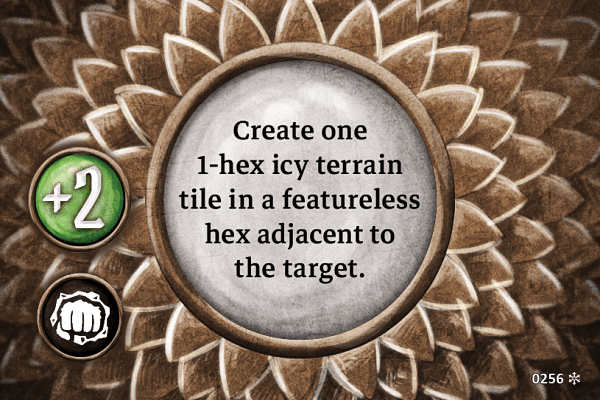 Create one
1-hex icy terrain
tile in a featureless
hex adjacent to
the target.
+2
0256 ✻